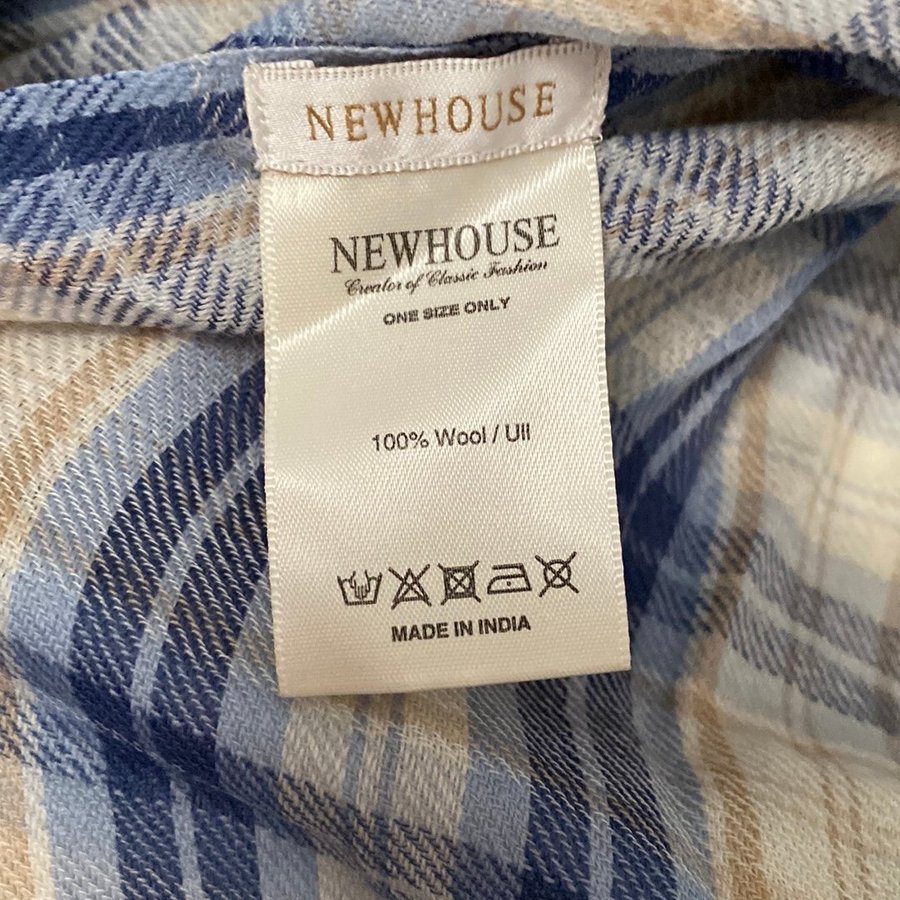 NEWHOUSE
NEWHOUSE
Creator of Classic Fashion
ONE SIZE ONLY
100% Wool / Ull
MADE IN INDIA